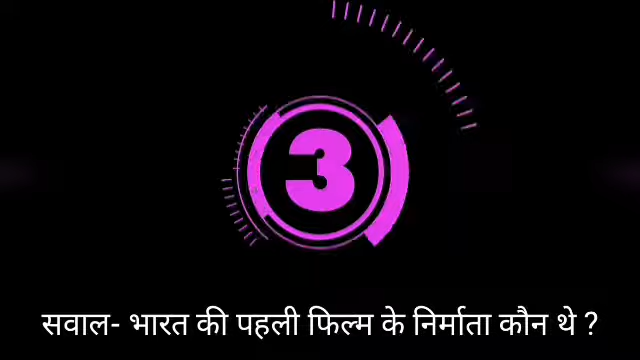 3
सवाल- भारत की पहली फिल्म के निर्माता कौन थे ?